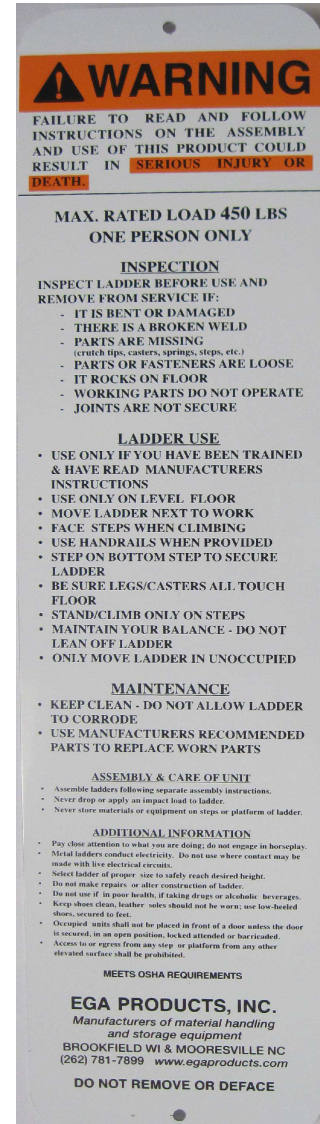 WARNING
FAILURE TO READ AND FOLLOW
INSTRUCTIONS ON THE ASSEMBLY
AND USE OF THIS PRODUCT COULD
RESULT IN SERIOUS INJURY OR
DEATH.
MAX. RATED LOAD 450 LBS
ONE PERSON ONLY
INSPECTION
INSPECT LADDER BEFORE USE AND
REMOVE FROM SERVICE IF:
- IT IS BENT OR DAMAGED
- THERE IS A BROKEN WELD
- PARTS ARE MISSING
(crutch tips, casters, springs, steps, etc.)
- PARTS OR FASTENERS ARE LOOSE
- IT ROCKS ON FLOOR
- WORKING PARTS DO NOT OPERATE
- JOINTS ARE NOT SECURE
LADDER USE
• USE ONLY IF YOU HAVE BEEN TRAINED
& HAVE READ MANUFACTURERS
INSTRUCTIONS
• USE ONLY ON LEVEL FLOOR
• MOVE LADDER NEXT TO WORK
• FACE STEPS WHEN CLIMBING
• USE HANDRAILS WHEN PROVIDED
• STEP ON BOTTOM STEP TO SECURE
LADDER
• BE SURE LEGS/CASTERS ALL TOUCH
FLOOR
• STAND/CLIMB ONLY ON STEPS
• MAINTAIN YOUR BALANCE - DO NOT
LEAN OFF LADDER
• ONLY MOVE LADDER IN UNOCCUPIED
MAINTENANCE
• KEEP CLEAN - DO NOT ALLOW LADDER
TO CORRODE
• USE MANUFACTURERS RECOMMENDED
PARTS TO REPLACE WORN PARTS
ASSEMBLY & CARE OF UNIT
• Assemble ladders following separate assembly instructions.
• Never drop or apply an impact load to ladder.
• Never store materials or equipment on steps or platform of ladder.
ADDITIONAL INFORMATION
• Pay close attention to what you are doing; do not engage in horseplay.
• Metal ladders conduct electricity. Do not use where contact may be
made with live electrical circuits.
• Select ladder of proper size to safely reach desired height.
• Do not make repairs or alter construction of ladder.
• Do not use if in poor health, if taking drugs or alcoholic beverages.
• Keep shoes clean, leather soles should not be worn; use low-heeled
shors, secured to feet.
• Occupied units shall not be placed in front of a door unless the door
is secured, in an open position, locked attended or barricaded.
• Access to or egress from any step or platform from any other
elevated surface shall be prohibited.
MEETS OSHA REQUIREMENTS
EGA PRODUCTS, INC.
Manufacturers of material handling
and storage equipment
BROOKFIELD WI & MOORESVILLE NC
(262) 781-7899 www.egaproducts.com
DO NOT REMOVE OR DEFACE